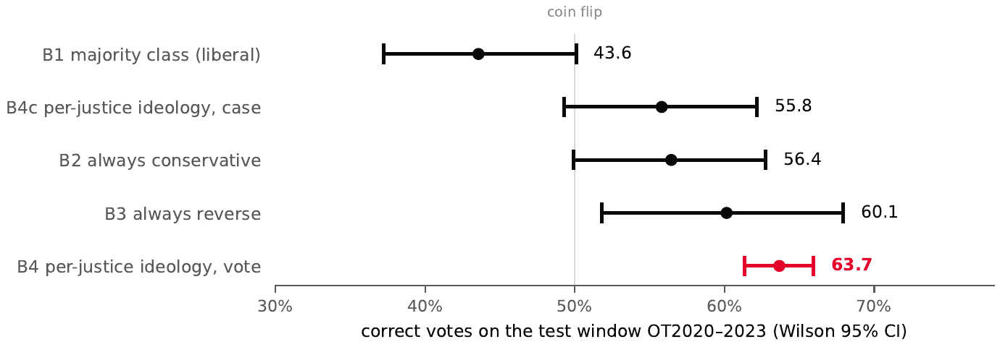 coin flip
B1 majority class (liberal)
43.6
B4c per-justice ideology, case
55.8
B2 always conservative
56.4
B3 always reverse
60.1
B4 per-justice ideology, vote
63.7
30%
40%
50%
60%
70%
correct votes on the test window OT2020–2023 (Wilson 95% CI)